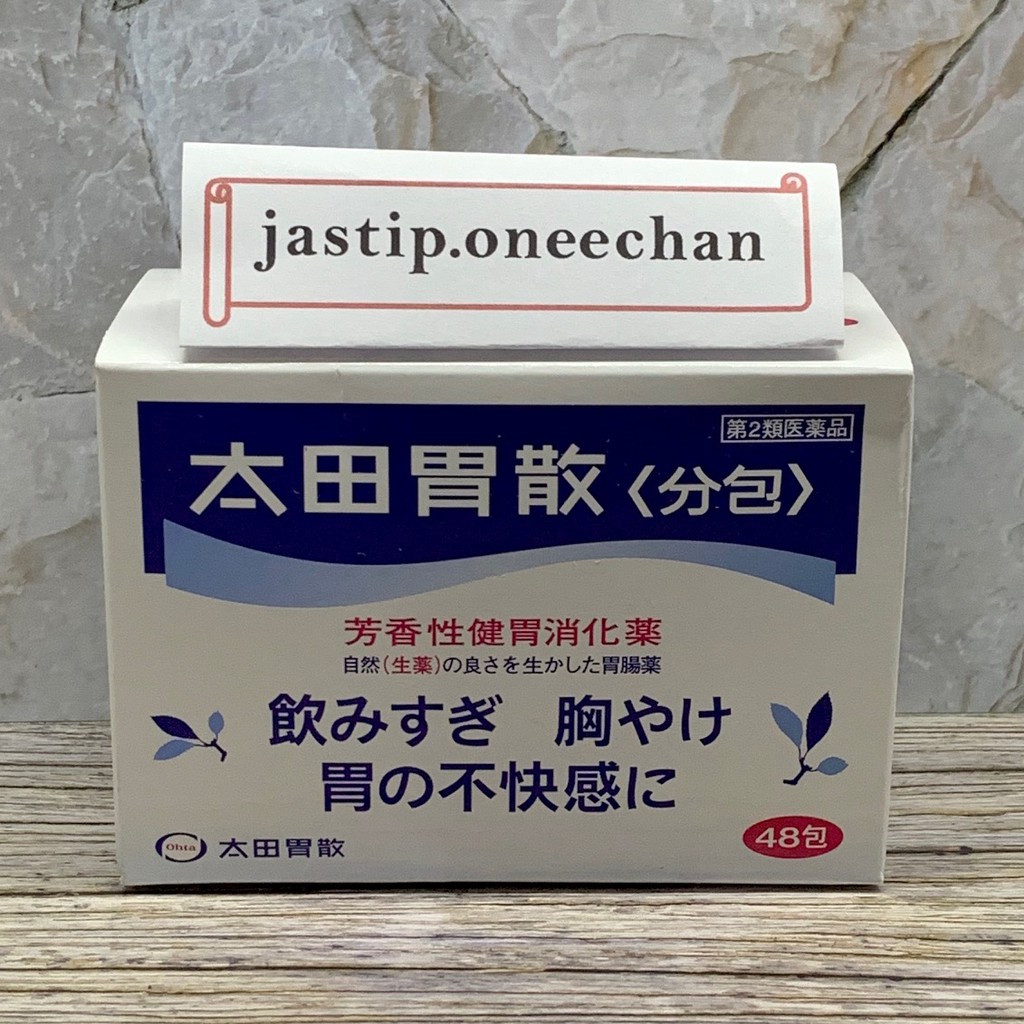 jastip.oneechan
第2類医薬品
太田胃散〈分包〉
芳香性健胃消化薬
自然(生薬)の良さを生かした胃腸薬
飲みすぎ 胸やけ
胃の不快感に
48包
Ohta 太田胃散